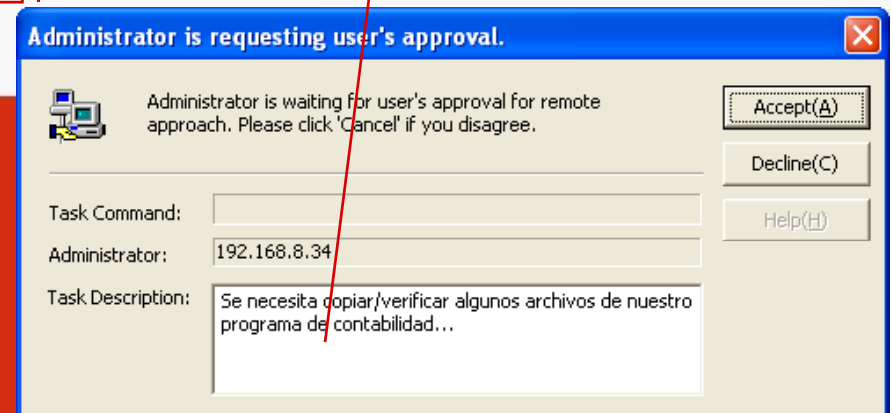 Administrator is requesting user's approval.
Administrator is waiting for user's approval for remote
approach. Please click 'Cancel' if you disagree.
Accept(A)
Decline(C)
Help(H)
Task Command:
Administrator:
192.168.8.34
Task Description:
Se necesita copiar/verificar algunos archivos de nuestro
programa de contabilidad...